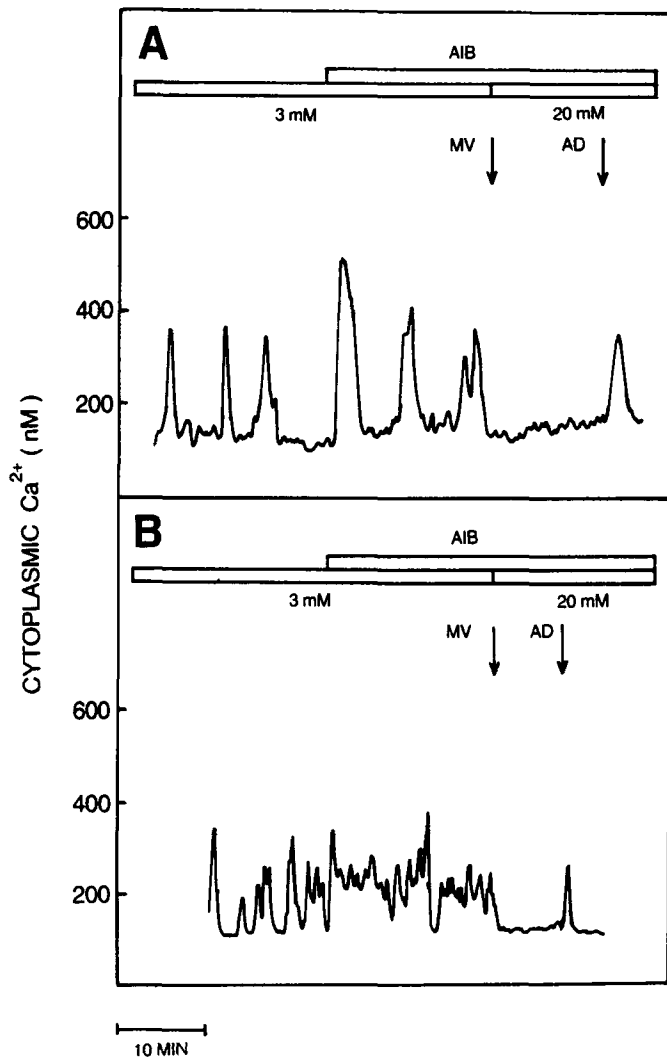 A
AIB
3 mM
20 mM
MV
AD
600
400
200
CYTOPLASMIC Ca²⁺ ( nM )
B
AIB
3 mM
20 mM
MV
AD
600
400
200
10 MIN